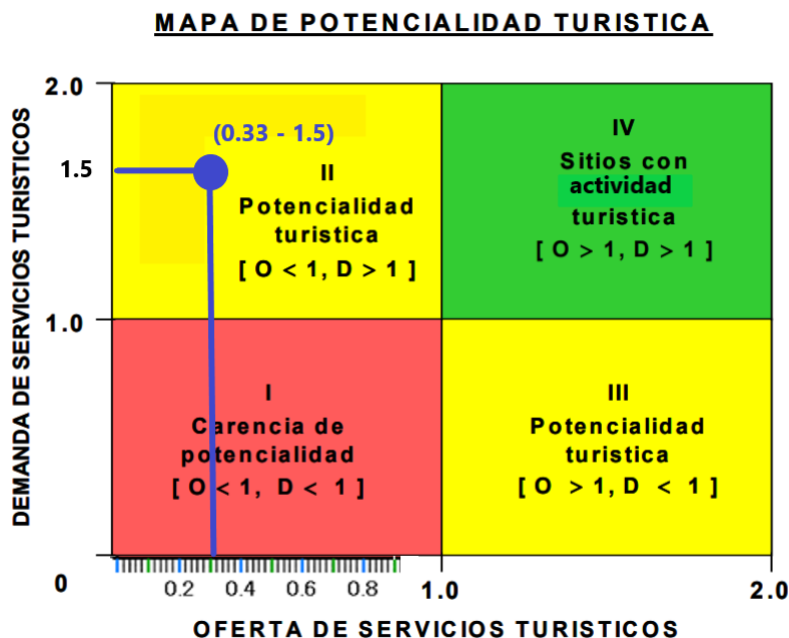 MAPA DE POTENCIALIDAD TURISTICA
DEMANDA DE SERVICIOS TURISTICOS
2.0
1.5
1.0
0
(0.33 - 1.5)
II
Potencialidad
turistica
[ O < 1, D > 1 ]
IV
Sitios con
actividad
turistica
[ O > 1, D > 1 ]
I
Carencia de
potencialidad
[ O < 1, D < 1 ]
III
Potencialidad
turistica
[ O > 1, D < 1 ]
0.2 0.4 0.6 0.8 1.0 2.0
OFERTA DE SERVICIOS TURISTICOS